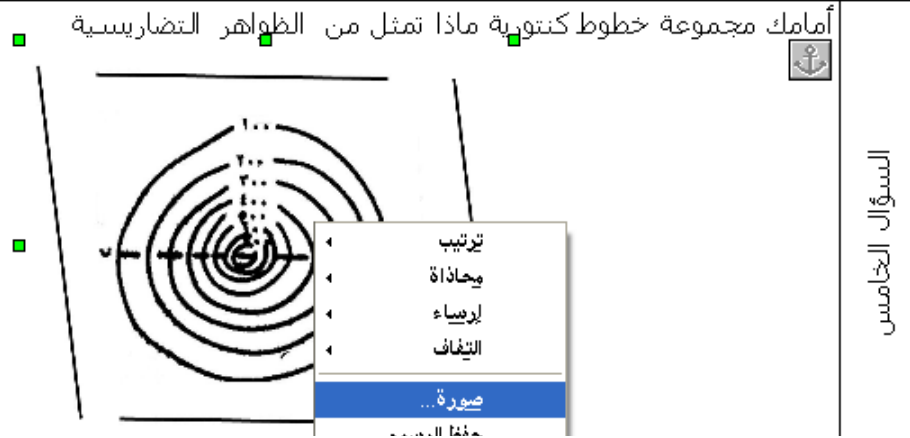 أمامك مجموعة خطوط كنتورية ماذا تمثل من الظواهر التضاريسية
السؤال الخامس
١٠٠
٢٠٠
٣٠٠
٤٠٠
ترتيب
محاذاة
إرساء
التفاف
صورة...